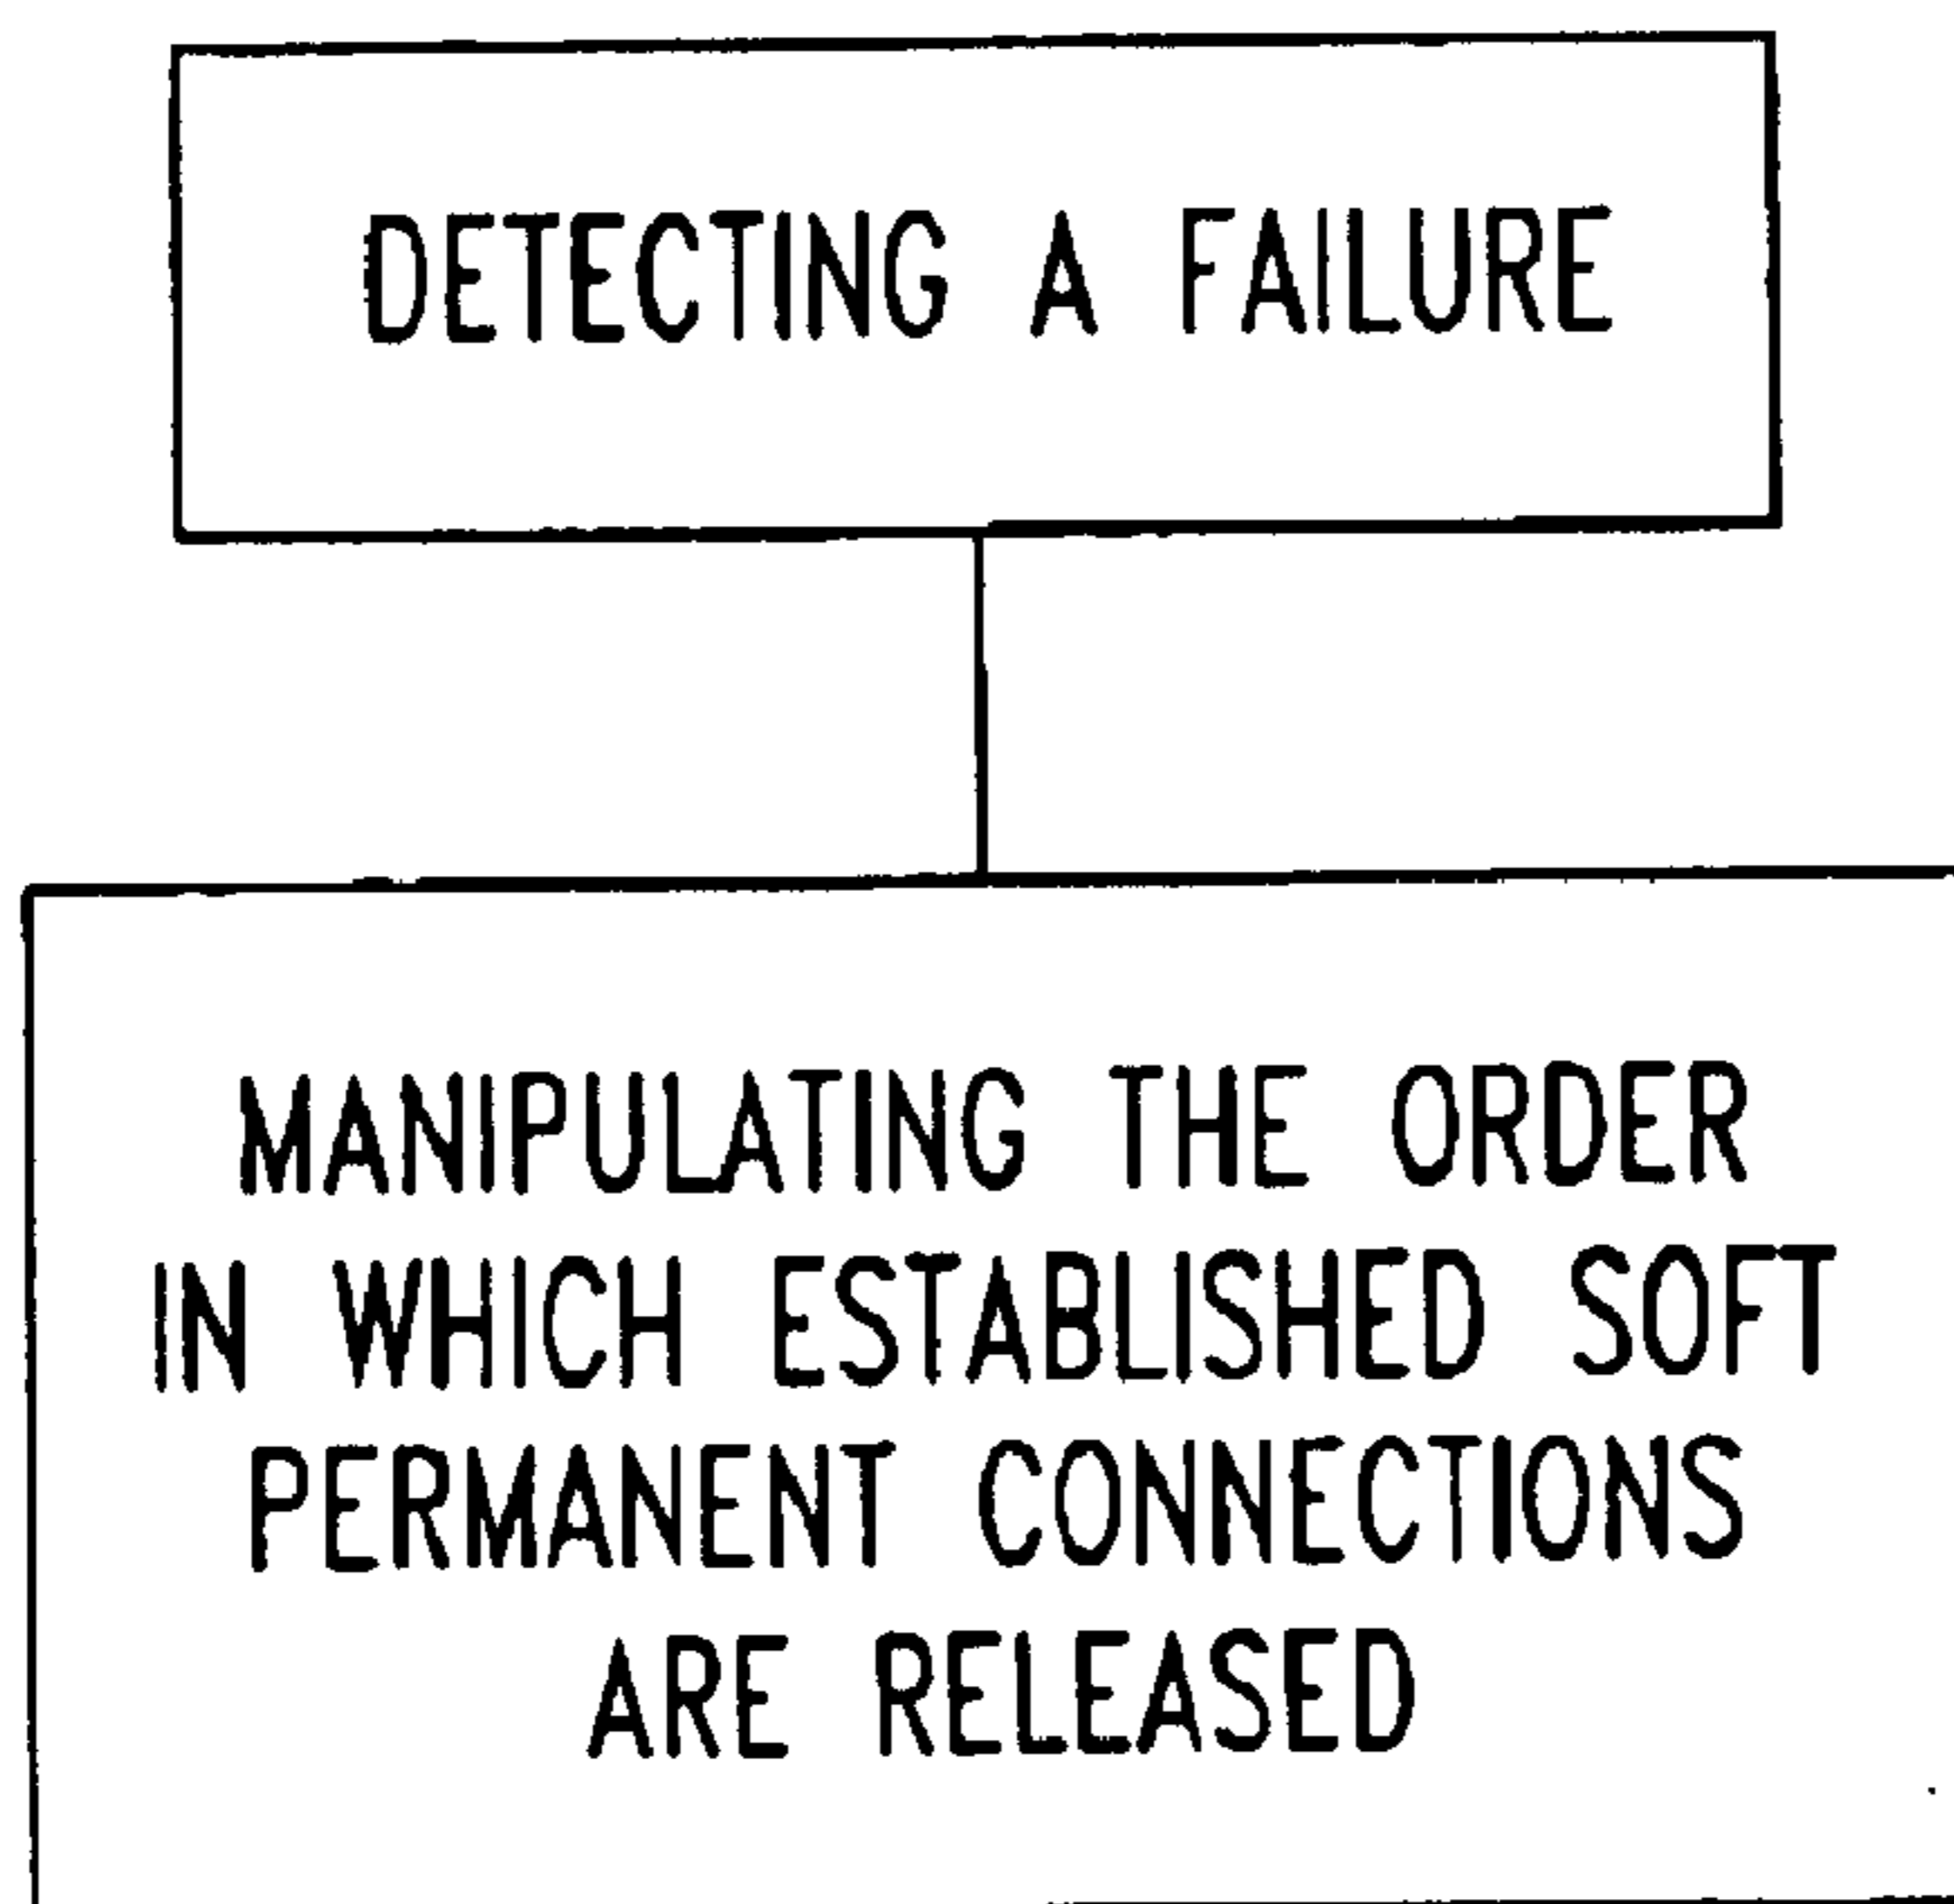 DETECTING A FAILURE
MANIPULATING THE ORDER
IN WHICH ESTABLISHED SOFT
PERMANENT CONNECTIONS
ARE RELEASED